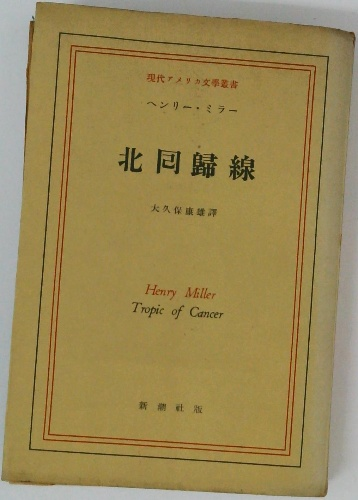 現代アメリカ文學叢書
ヘンリー・ミラー
北回歸線
大久保康雄譯
Henry Miller
Tropic of Cancer
新潮社版